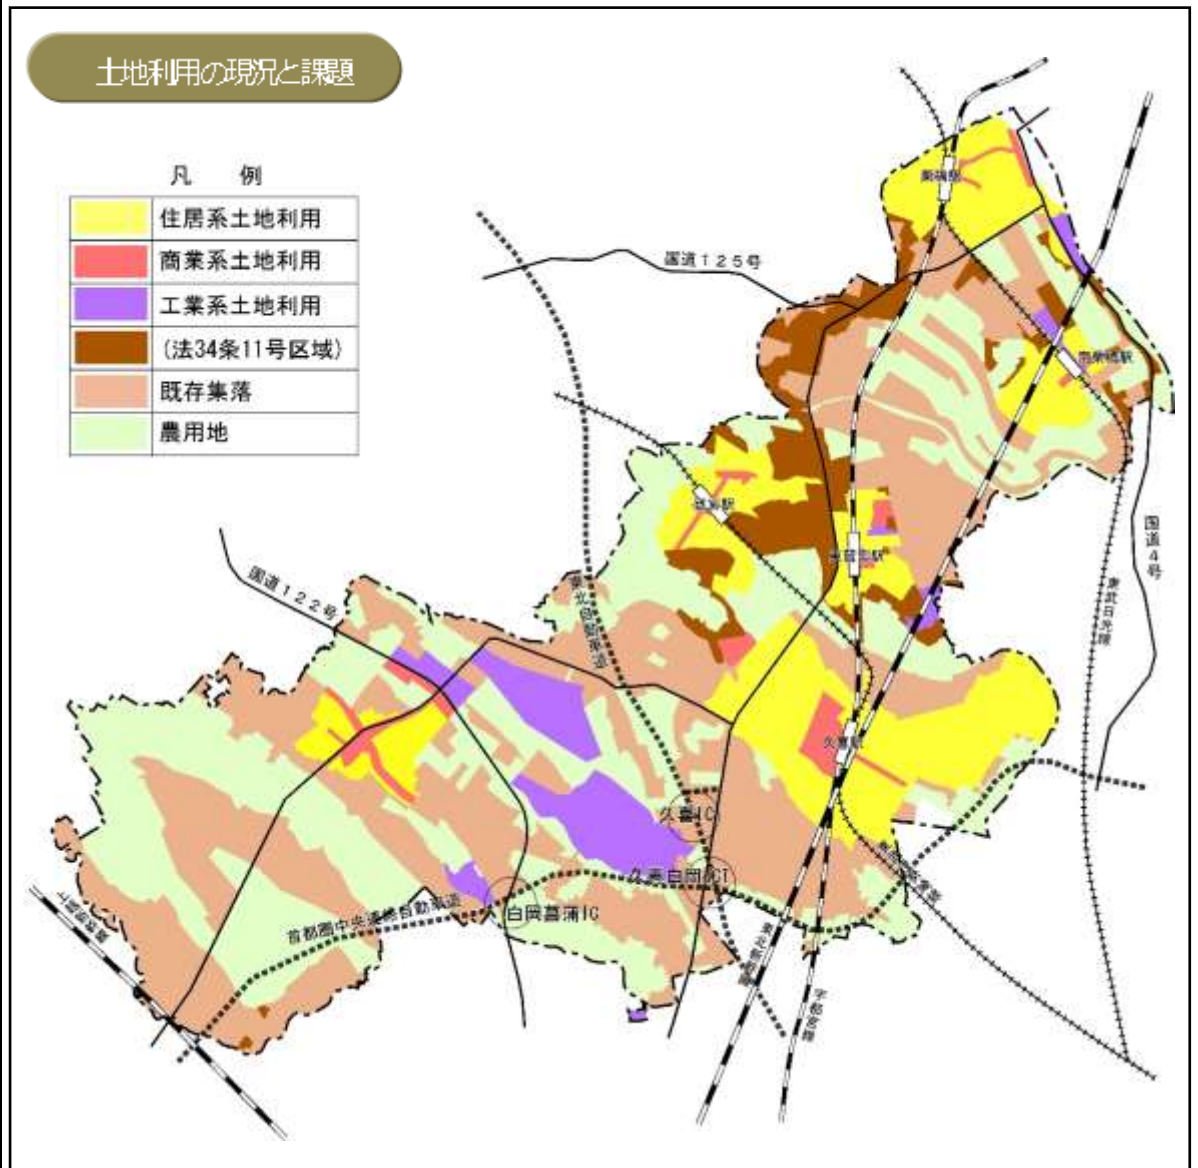 土地利用の現況と課題
凡 例
住居系土地利用
商業系土地利用
工業系土地利用
(法34条11号区域)
既存集落
農用地
国道125号
国道122号
国道4号
東武日光線
久喜駅
久喜IC
久喜白岡JCT
白岡菖蒲IC
首都圏中央連絡自動車道
東北新幹線
宇都宮線